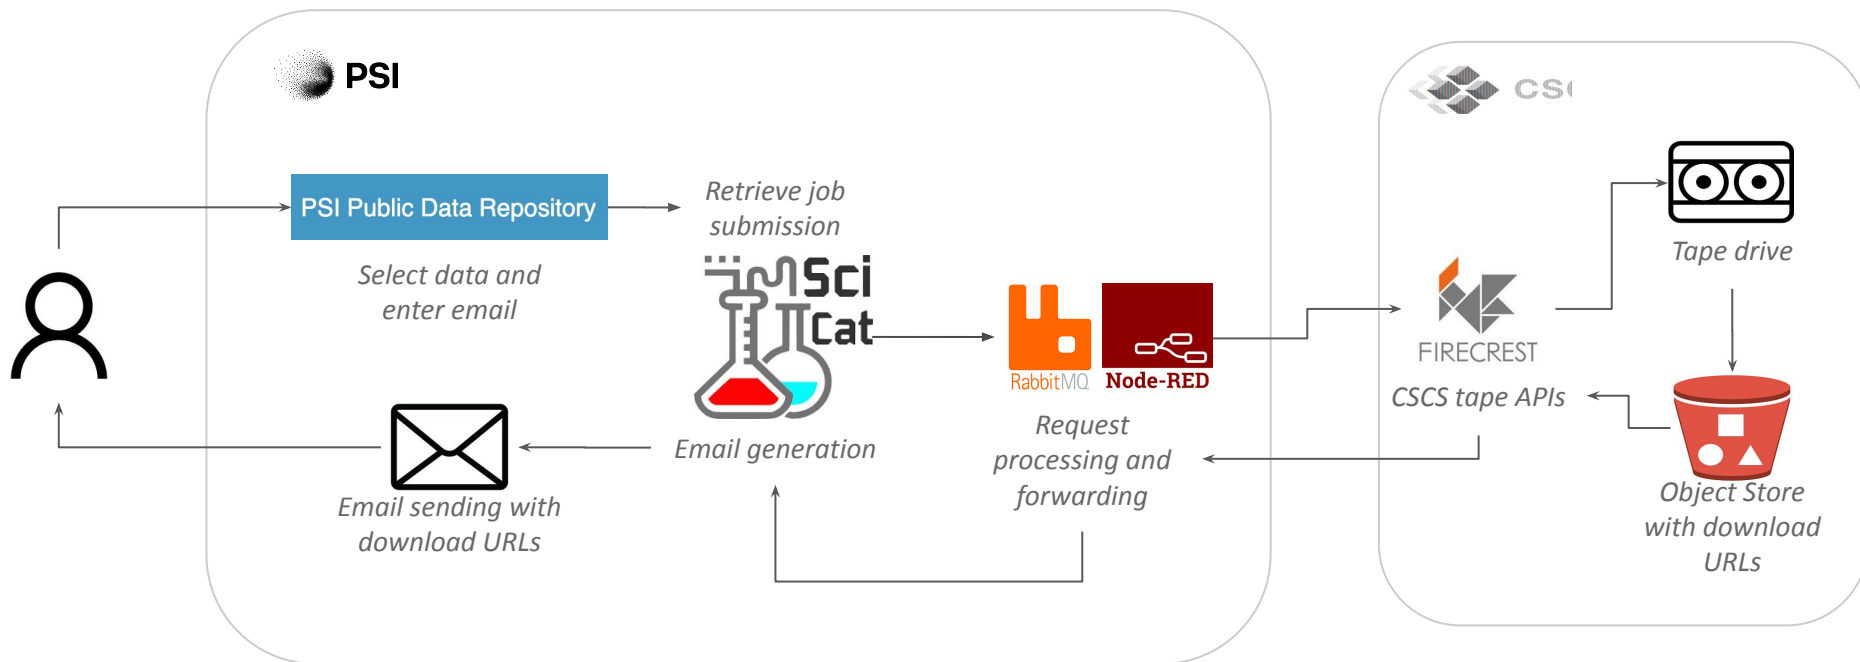 PSI
PSI Public Data Repository
Select data and
enter email
Retrieve job
submission
Sci
Cat
Email generation
Email sending with
download URLs
RabbitMQ
Node-RED
Request
processing and
forwarding
CSC
FIRECREST
CSCS tape APIs
Tape drive
Object Store
with download
URLs